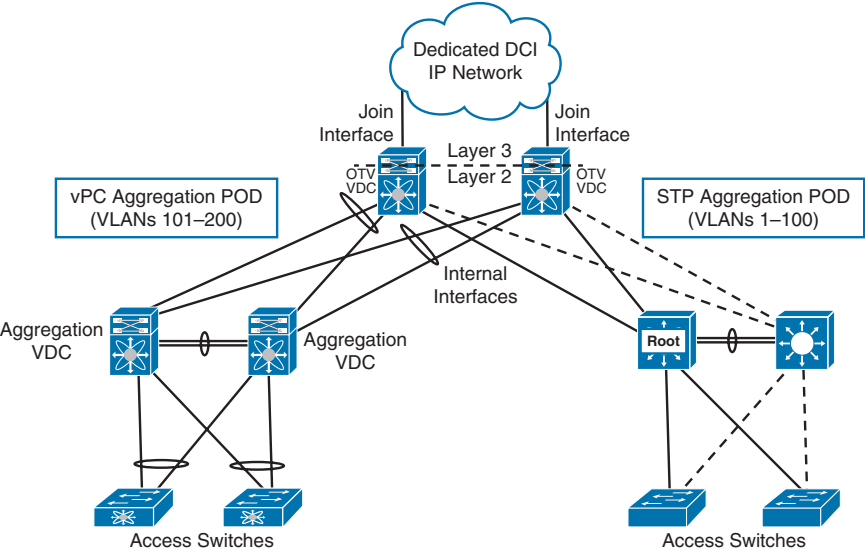 Dedicated DCI
IP Network
Join
Interface
Join
Interface
Layer 3
Layer 2
OTV
VDC
OTV
VDC
vPC Aggregation POD
(VLANs 101–200)
STP Aggregation POD
(VLANs 1–100)
Internal
Interfaces
Aggregation
VDC
Aggregation
VDC
Root
Access Switches
Access Switches